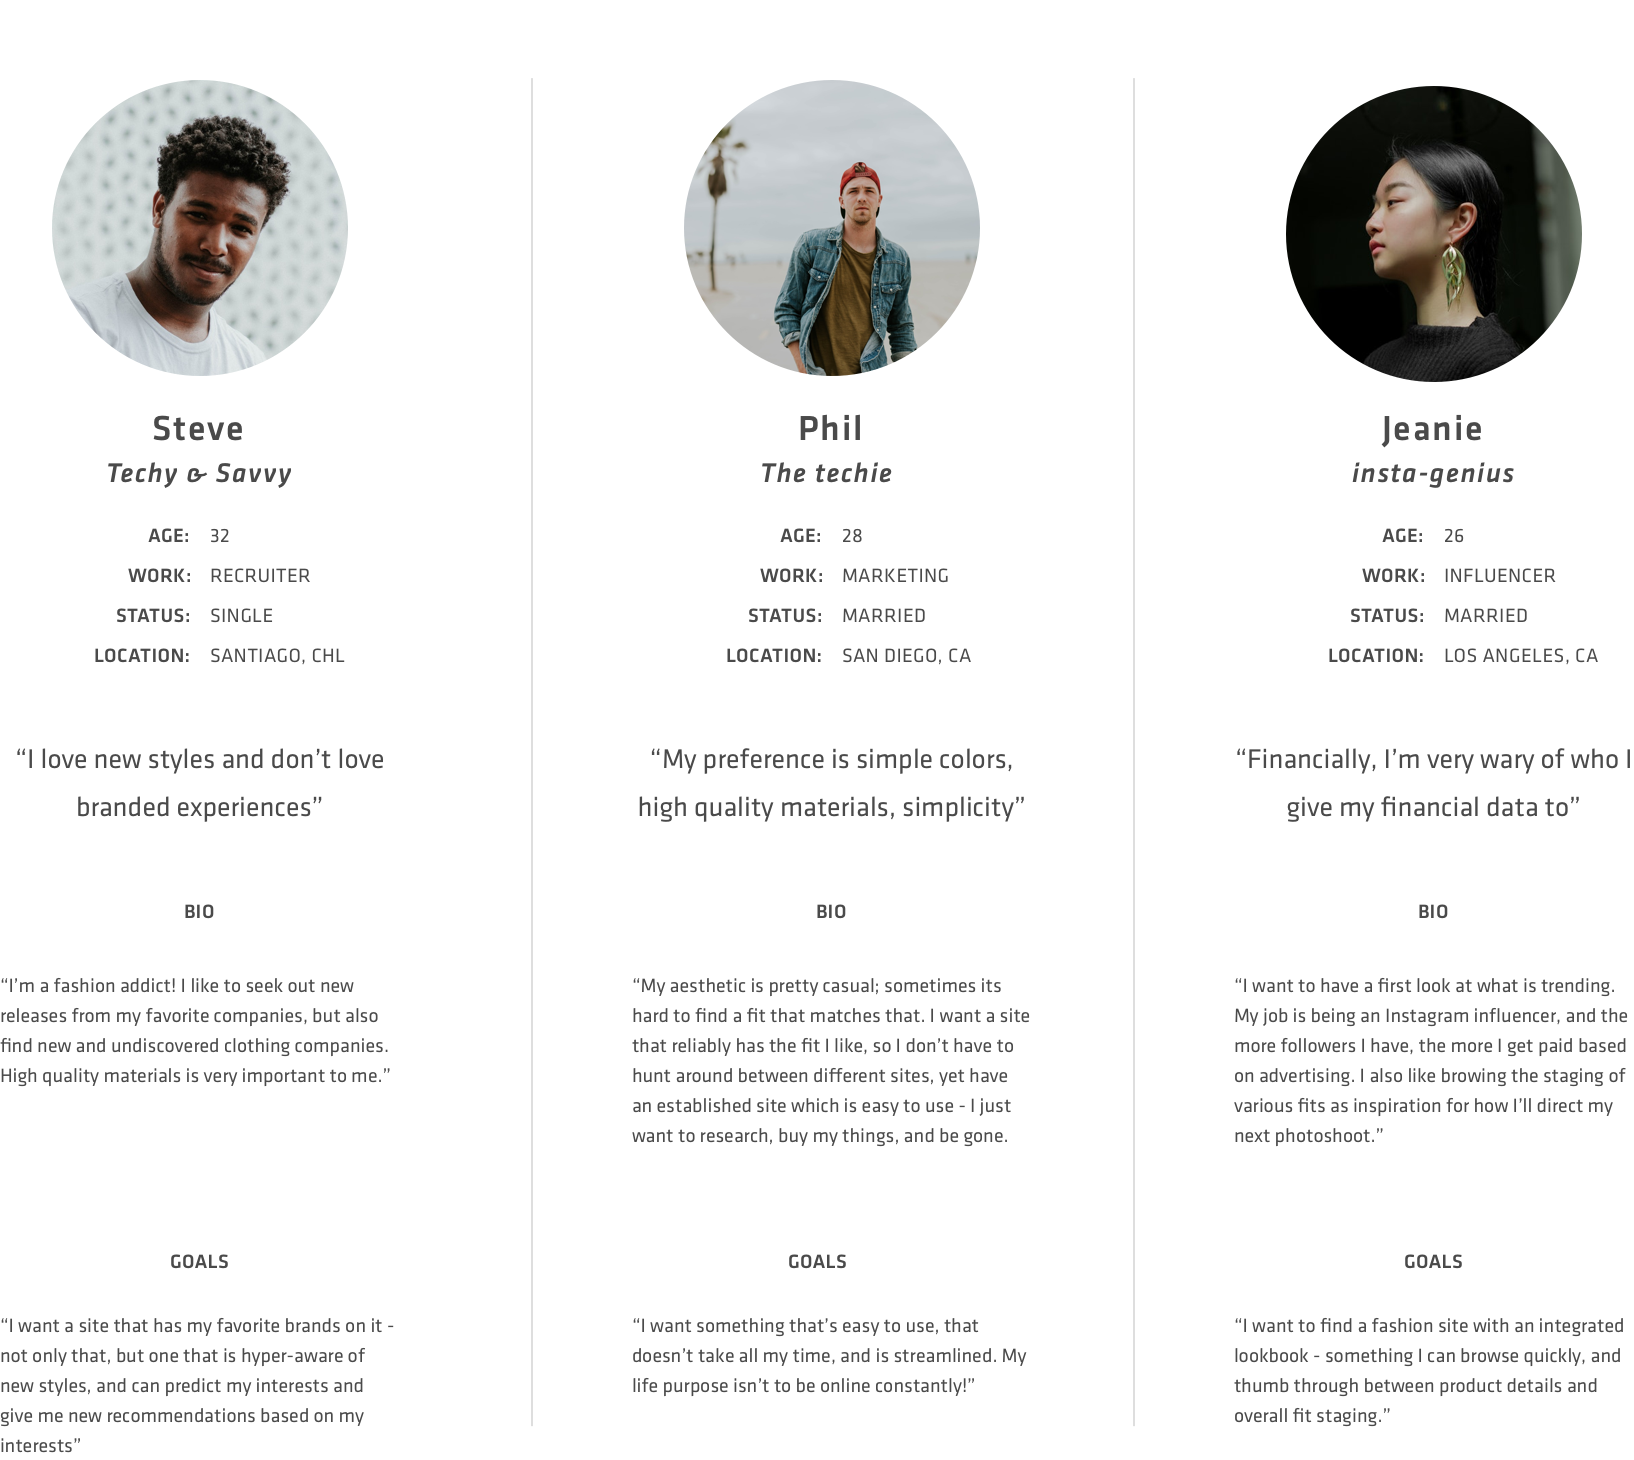 Steve
Techy & Savvy
AGE: 32
WORK: RECRUITER
STATUS: SINGLE
LOCATION: SANTIAGO, CHL
“I love new styles and don’t love
branded experiences”
BIO
“I’m a fashion addict! I like to seek out new
releases from my favorite companies, but also
find new and undiscovered clothing companies.
High quality materials is very important to me.”
GOALS
“I want a site that has my favorite brands on it -
not only that, but one that is hyper-aware of
new styles, and can predict my interests and
give me new recommendations based on my
interests”
Phil
The techie
AGE: 28
WORK: MARKETING
STATUS: MARRIED
LOCATION: SAN DIEGO, CA
“My preference is simple colors,
high quality materials, simplicity”
BIO
“My aesthetic is pretty casual; sometimes its
hard to find a fit that matches that. I want a site
that reliably has the fit I like, so I don’t have to
hunt around between different sites, yet have
an established site which is easy to use - I just
want to research, buy my things, and be gone.
GOALS
“I want something that’s easy to use, that
doesn’t take all my time, and is streamlined. My
life purpose isn’t to be online constantly!”
Jeanie
insta-genius
AGE: 26
WORK: INFLUENCER
STATUS: MARRIED
LOCATION: LOS ANGELES, CA
“Financially, I’m very wary of who I
give my financial data to”
BIO
“I want to have a first look at what is trending.
My job is being an Instagram influencer, and the
more followers I have, the more I get paid based
on advertising. I also like browing the staging of
various fits as inspiration for how I’ll direct my
next photoshoot.”
GOALS
“I want to find a fashion site with an integrated
lookbook - something I can browse quickly, and
thumb through between product details and
overall fit staging.”